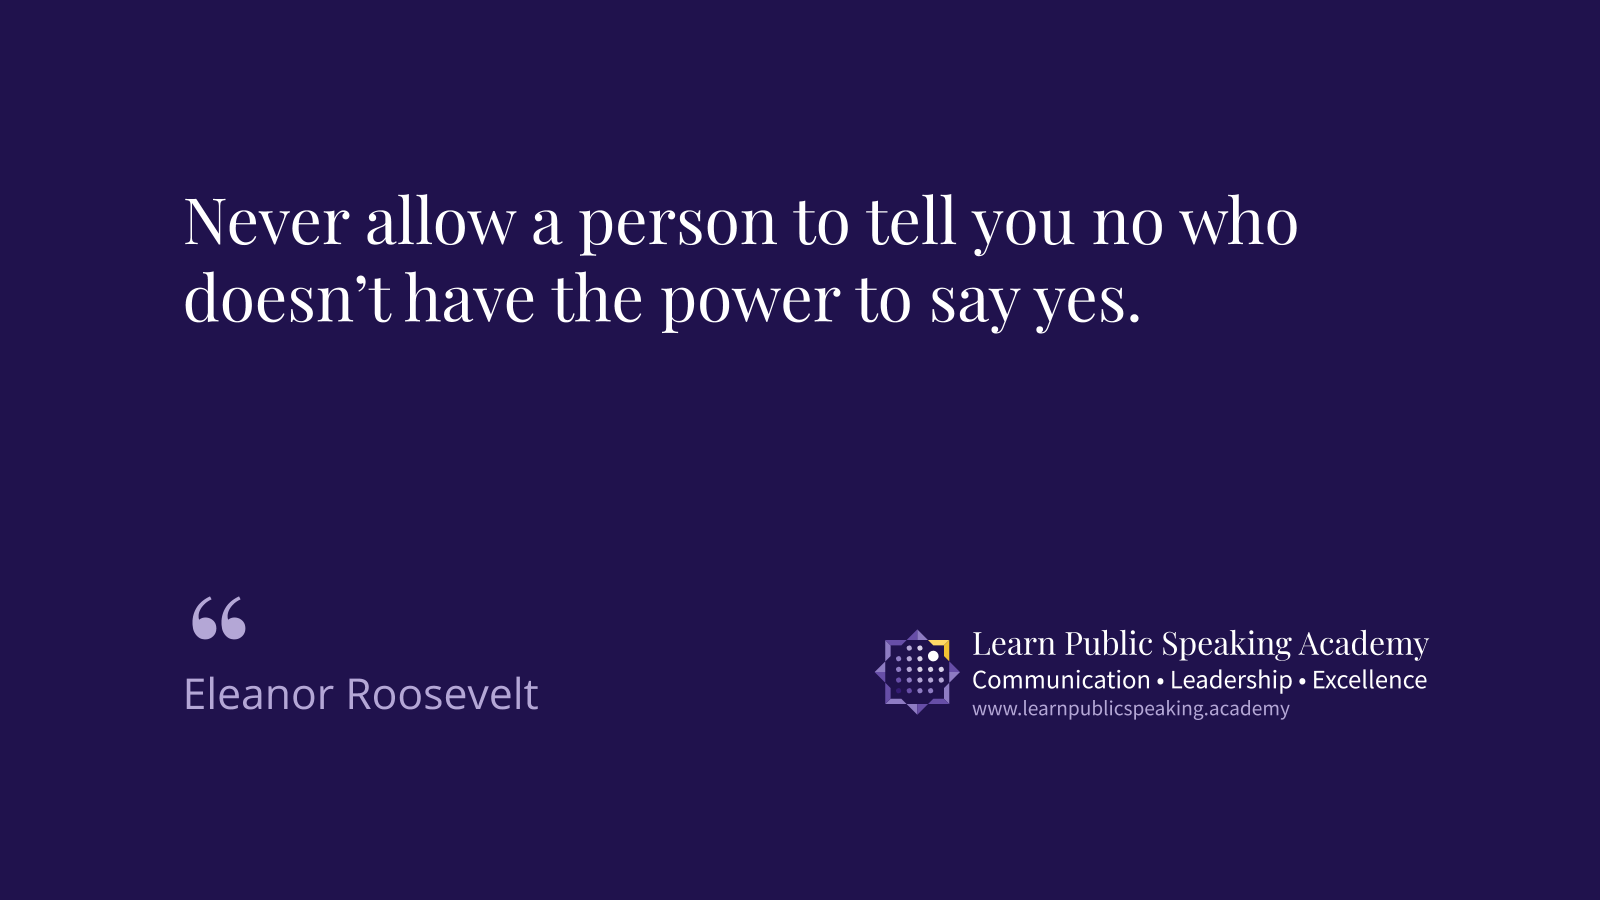 Never allow a person to tell you no who
doesn’t have the power to say yes.
“
Eleanor Roosevelt
Learn Public Speaking Academy
Communication • Leadership • Excellence
www.learnpublicspeaking.academy